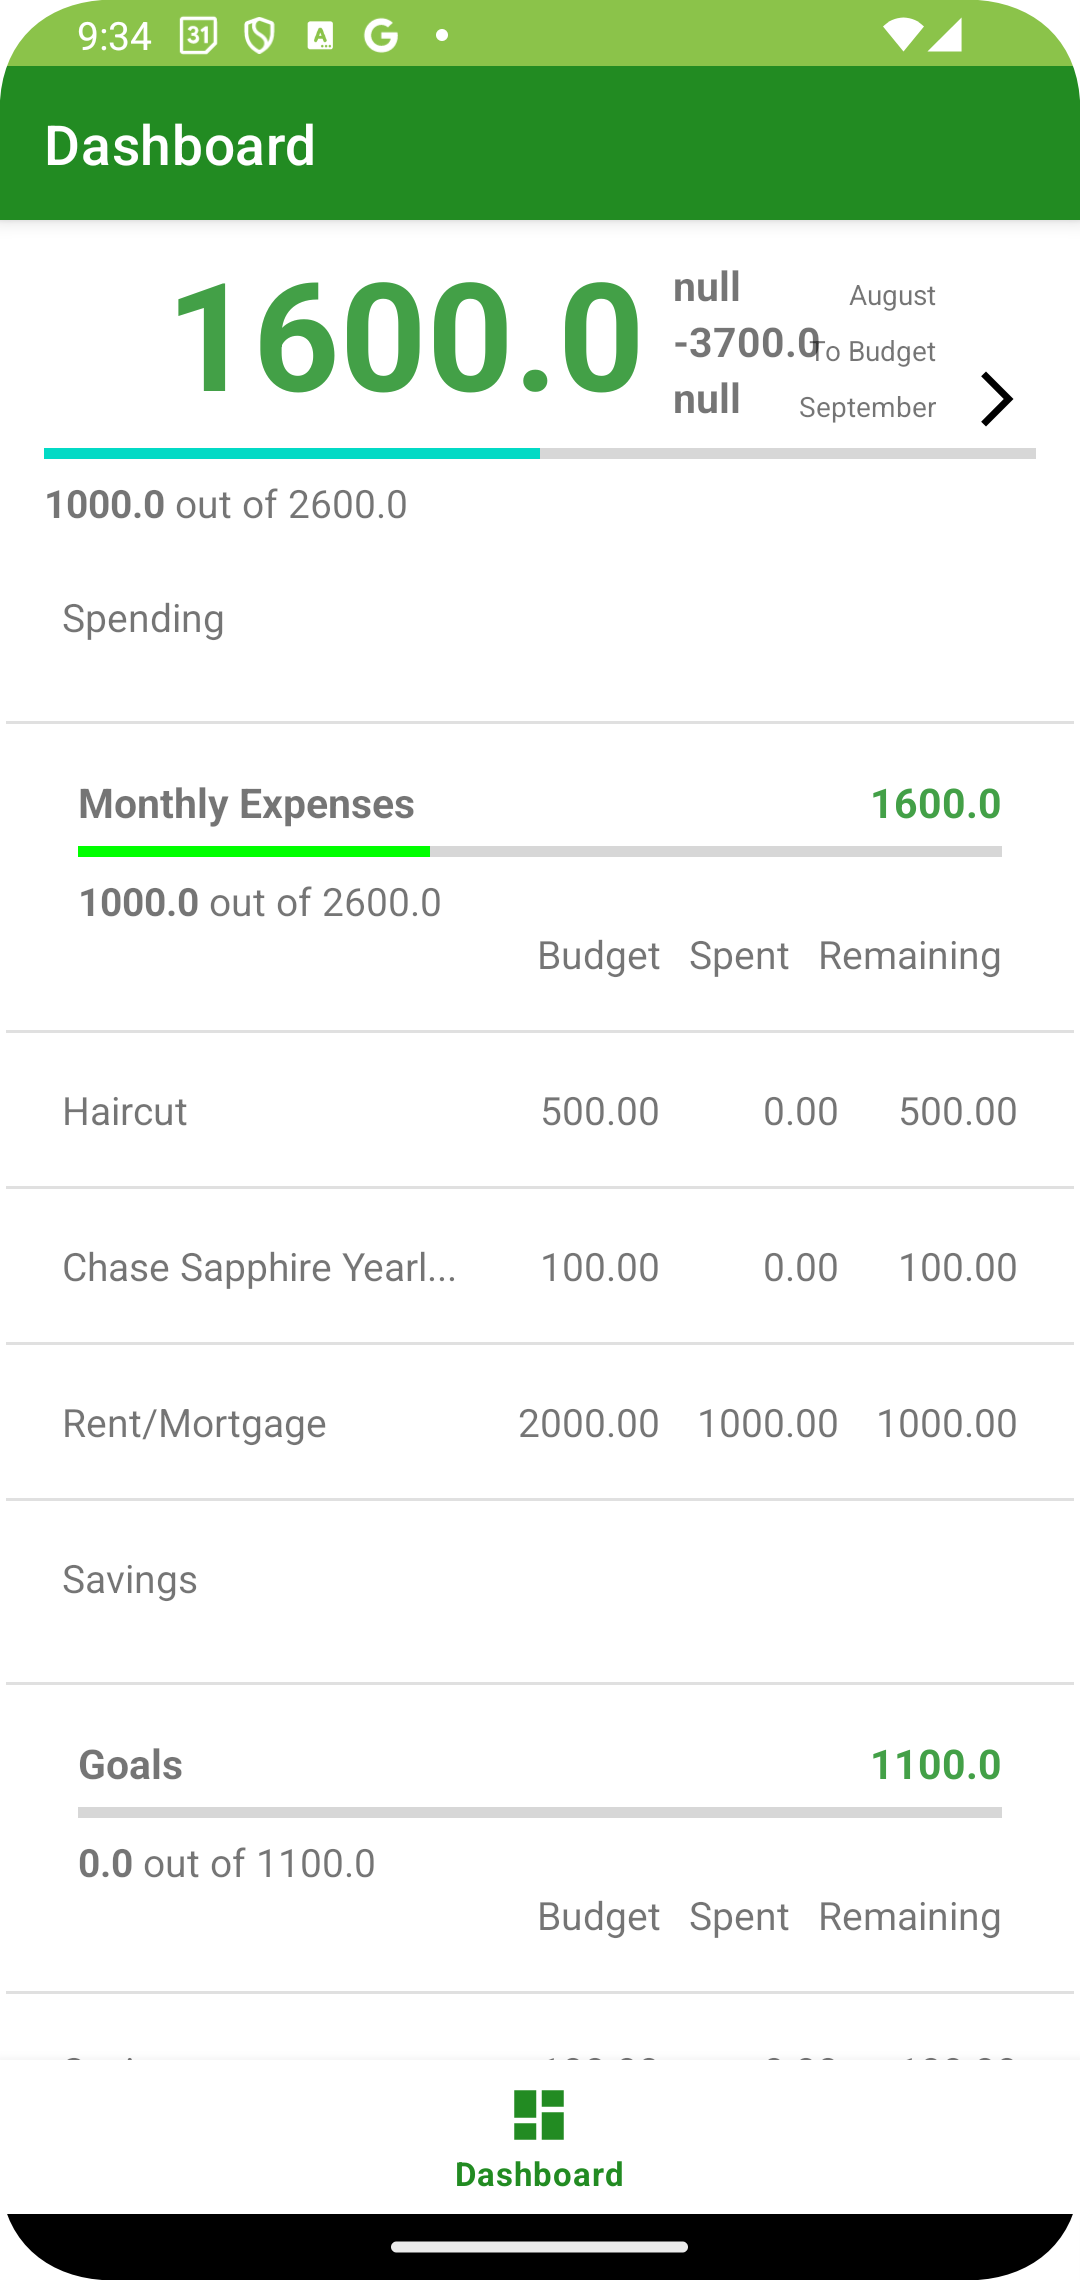 9:34 31 A G
Dashboard
1600.0
null August
-3700.0 To Budget
null September
1000.0 out of 2600.0
Spending
Monthly Expenses 1600.0
1000.0 out of 2600.0
Budget Spent Remaining
Haircut 500.00 0.00 500.00
Chase Sapphire Yearl... 100.00 0.00 100.00
Rent/Mortgage 2000.00 1000.00 1000.00
Savings
Goals 1100.0
0.0 out of 1100.0
Budget Spent Remaining
Dashboard